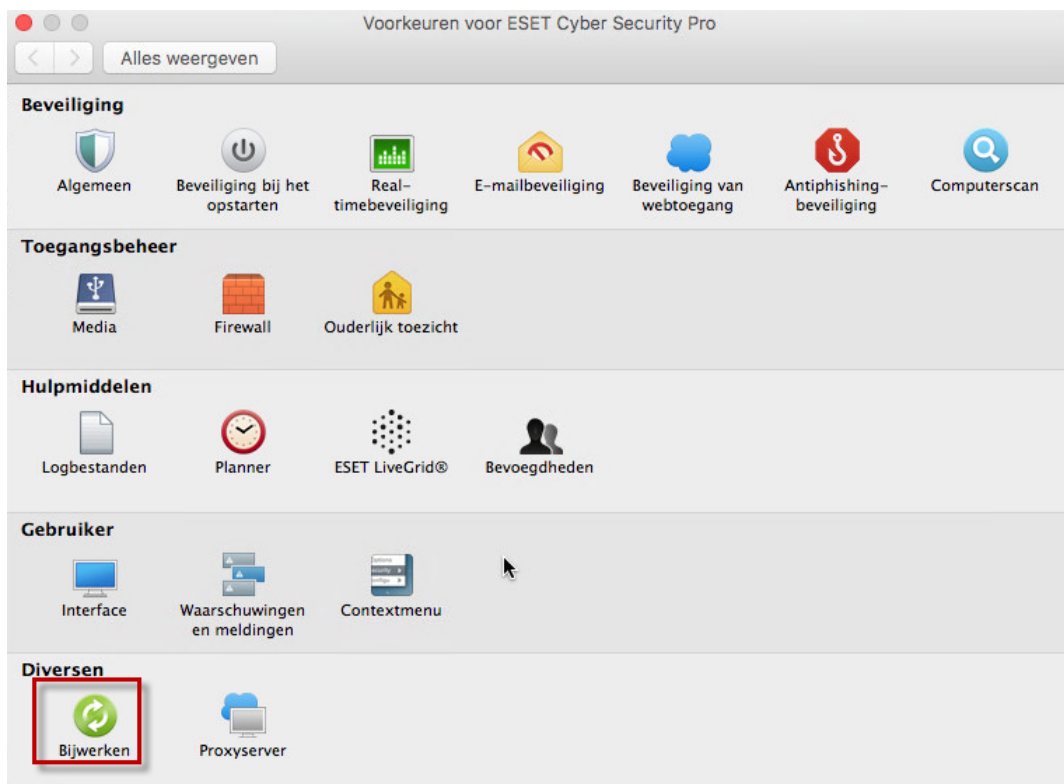 Voorkeuren voor ESET Cyber Security Pro
Alles weergeven
Beveiliging
Algemeen
Beveiliging bij het
opstarten
Real-
timebeveiliging
E-mailbeveiliging
Beveiliging van
webtoegang
Antiphishing-
beveiliging
Computerscan
Toegangsbeheer
Media
Firewall
Ouderlijk toezicht
Hulpmiddelen
Logbestanden
Planner
ESET LiveGrid®
Bevoegdheden
Gebruiker
Interface
Waarschuwingen
en meldingen
Contextmenu
Diversen
Bijwerken
Proxyserver